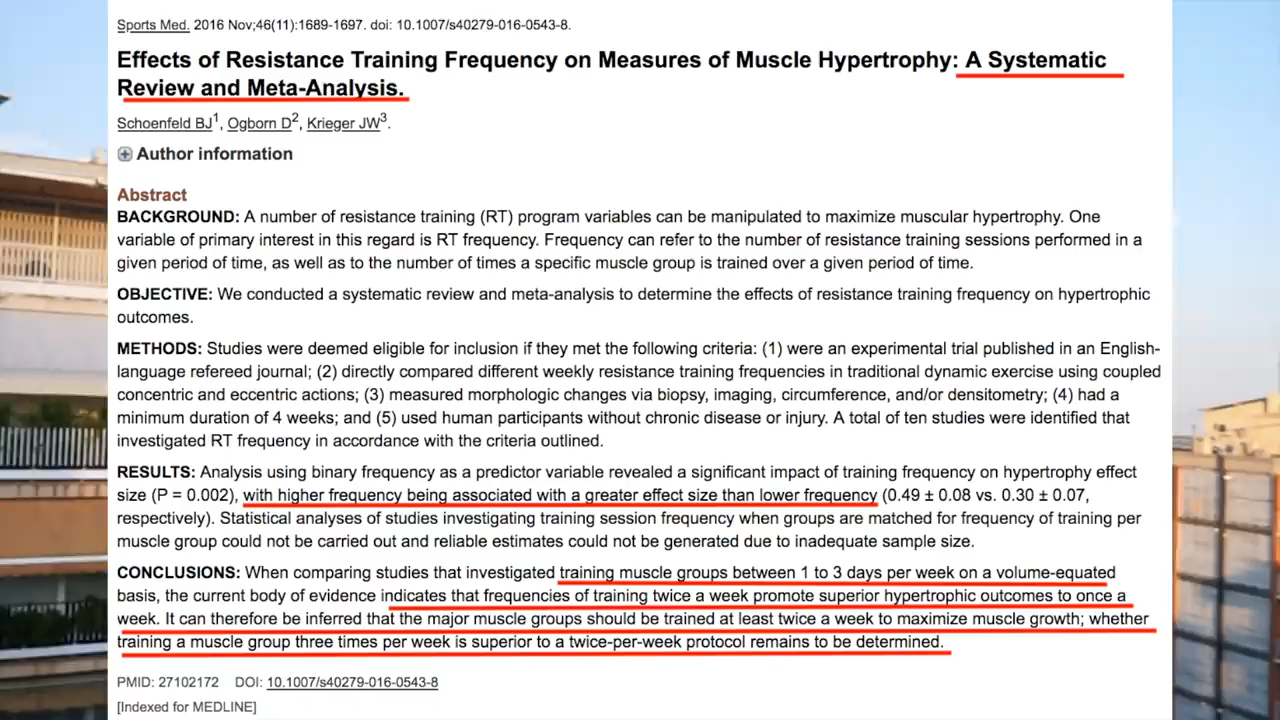 Sports Med. 2016 Nov;46(11):1689-1697. doi: 10.1007/s40279-016-0543-8.
Effects of Resistance Training Frequency on Measures of Muscle Hypertrophy: A Systematic
Review and Meta-Analysis.
Schoenfeld BJ1, Ogborn D2, Krieger JW3.
Author information
Abstract
BACKGROUND: A number of resistance training (RT) program variables can be manipulated to maximize muscular hypertrophy. One
variable of primary interest in this regard is RT frequency. Frequency can refer to the number of resistance training sessions performed in a
given period of time, as well as to the number of times a specific muscle group is trained over a given period of time.
OBJECTIVE: We conducted a systematic review and meta-analysis to determine the effects of resistance training frequency on hypertrophic
outcomes.
METHODS: Studies were deemed eligible for inclusion if they met the following criteria: (1) were an experimental trial published in an English-
language refereed journal; (2) directly compared different weekly resistance training frequencies in traditional dynamic exercise using coupled
concentric and eccentric actions; (3) measured morphologic changes via biopsy, imaging, circumference, and/or densitometry; (4) had a
minimum duration of 4 weeks; and (5) used human participants without chronic disease or injury. A total of ten studies were identified that
investigated RT frequency in accordance with the criteria outlined.
RESULTS: Analysis using binary frequency as a predictor variable revealed a significant impact of training frequency on hypertrophy effect
size (P = 0.002), with higher frequency being associated with a greater effect size than lower frequency (0.49 ± 0.08 vs. 0.30 ± 0.07,
respectively). Statistical analyses of studies investigating training session frequency when groups are matched for frequency of training per
muscle group could not be carried out and reliable estimates could not be generated due to inadequate sample size.
CONCLUSIONS: When comparing studies that investigated training muscle groups between 1 to 3 days per week on a volume-equated
basis, the current body of evidence indicates that frequencies of training twice a week promote superior hypertrophic outcomes to once a
week. It can therefore be inferred that the major muscle groups should be trained at least twice a week to maximize muscle growth; whether
training a muscle group three times per week is superior to a twice-per-week protocol remains to be determined.
PMID: 27102172 DOI: 10.1007/s40279-016-0543-8
[Indexed for MEDLINE]